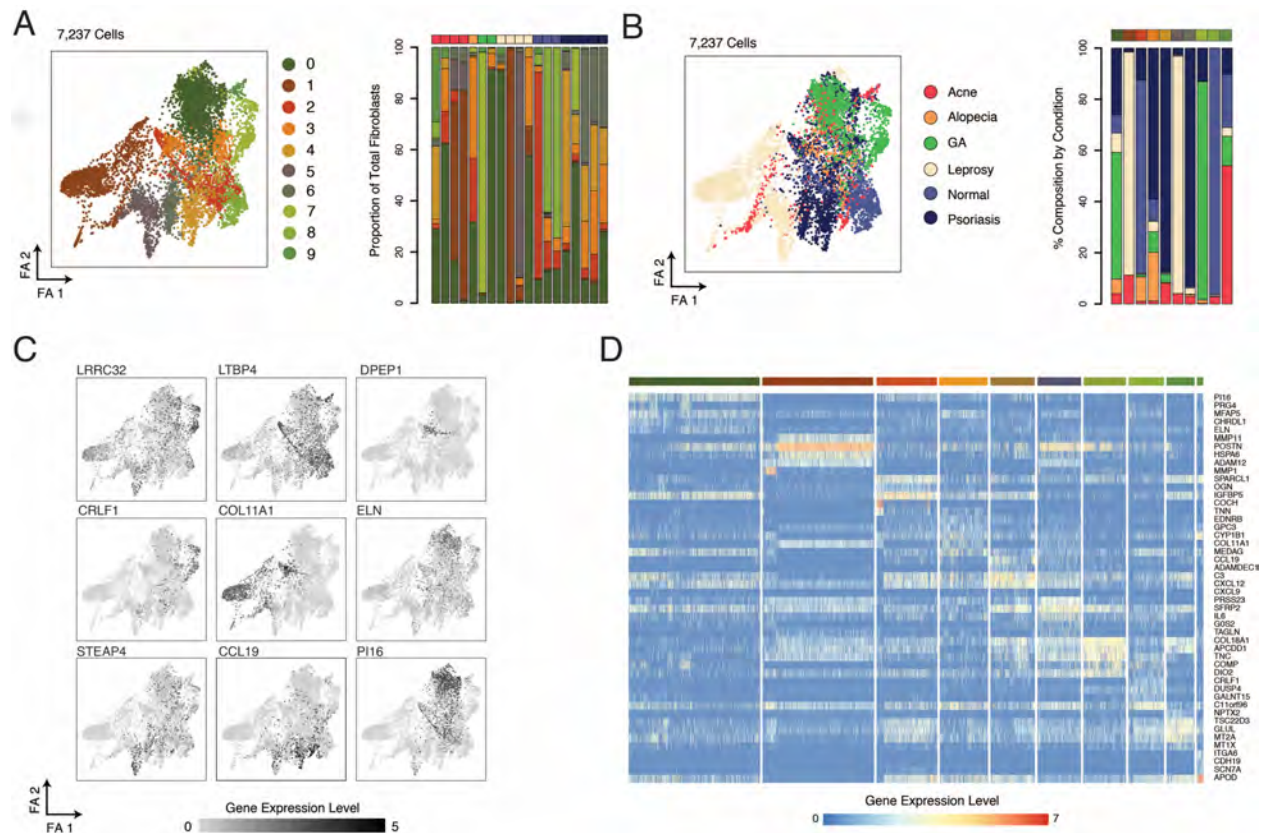 A
7,237 Cells
0
1
2
3
4
5
6
7
8
9
FA 2
FA 1
Proportion of Total Fibroblasts
100
80
60
40
20
0
B
7,237 Cells
Acne
Alopecia
GA
Leprosy
Normal
Psoriasis
FA 2
FA 1
% Composition by Condition
100
80
60
40
20
0
C
LRRC32
LTBP4
DPEP1
CRLF1
COL11A1
ELN
STEAP4
CCL19
PI16
FA 2
FA 1
Gene Expression Level
0
5
D
PI16
PRG4
MFAP5
CHRDL1
ELN
MMP11
POSTN
HSPA6
ADAM12
MMP1
SPARCL1
OGN
IGFBP5
COCH
TNN
EDNRB
GPC3
CYP1B1
COL11A1
MEDAG
CCL19
ADAMDEC1
C3
CXCL12
CXCL9
PRSS23
SFRP2
IL6
G0S2
TAGLN
COL18A1
APCDD1
TNC
COMP
DIO2
CRLF1
DUSP4
GALNT15
C11orf96
NPTX2
TSC22D3
GLUL
MT2A
MT1X
ITGA6
CDH19
SCN7A
APOD
Gene Expression Level
0
7